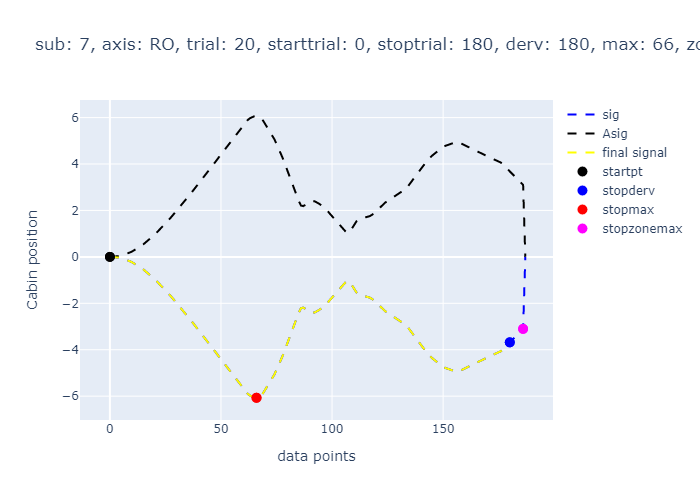 sub: 7, axis: RO, trial: 20, starttrial: 0, stoptrial: 180, derv: 180, max: 66,
6
4
2
0
−2
−4
−6
Cabin position
0
50
100
150
data points
sig
Asig
final signal
startpt
stopderv
stopmax
stopzonemax